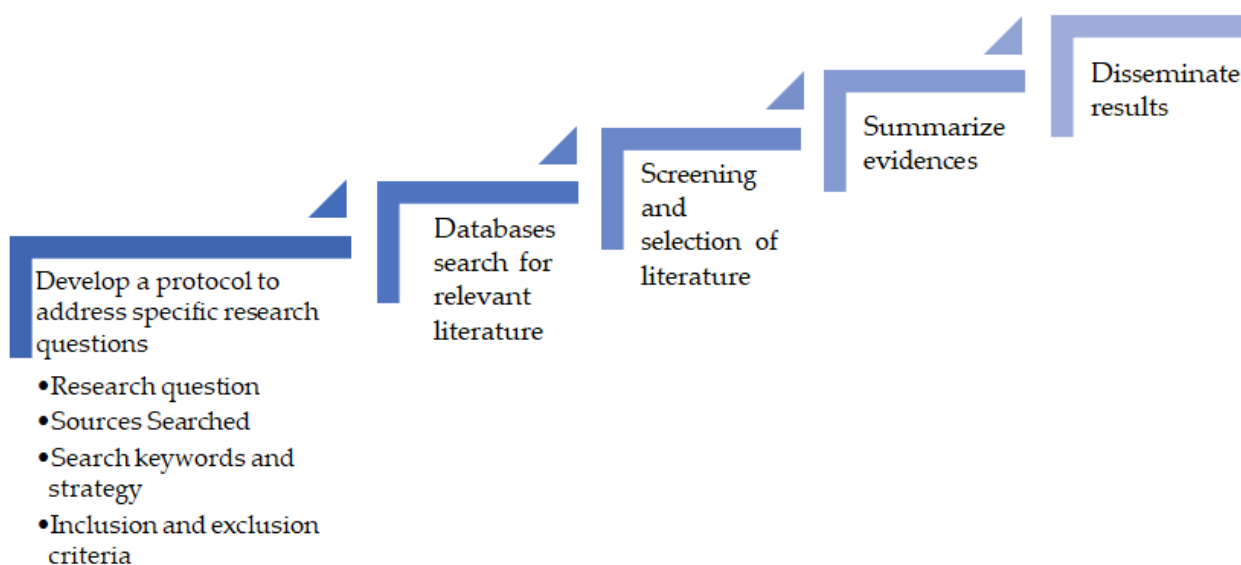 Develop a protocol to
address specific research
questions
•Research question
•Sources Searched
•Search keywords and
strategy
•Inclusion and exclusion
criteria
Databases
search for
relevant
literature
Screening
and
selection of
literature
Summarize
evidences
Disseminate
results